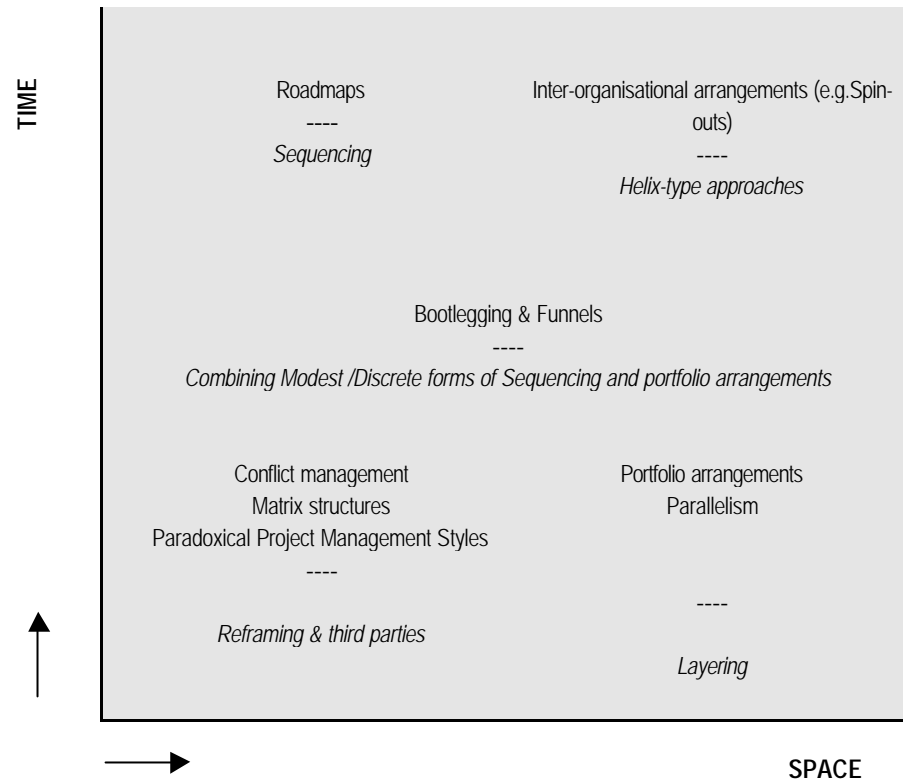 TIME
Roadmaps
----
Sequencing
Inter-organisational arrangements (e.g.Spin-
outs)
----
Helix-type approaches
Bootlegging & Funnels
----
Combining Modest /Discrete forms of Sequencing and portfolio arrangements
Conflict management
Matrix structures
Paradoxical Project Management Styles
----
Reframing & third parties
Portfolio arrangements
Parallelism
----
Layering
SPACE